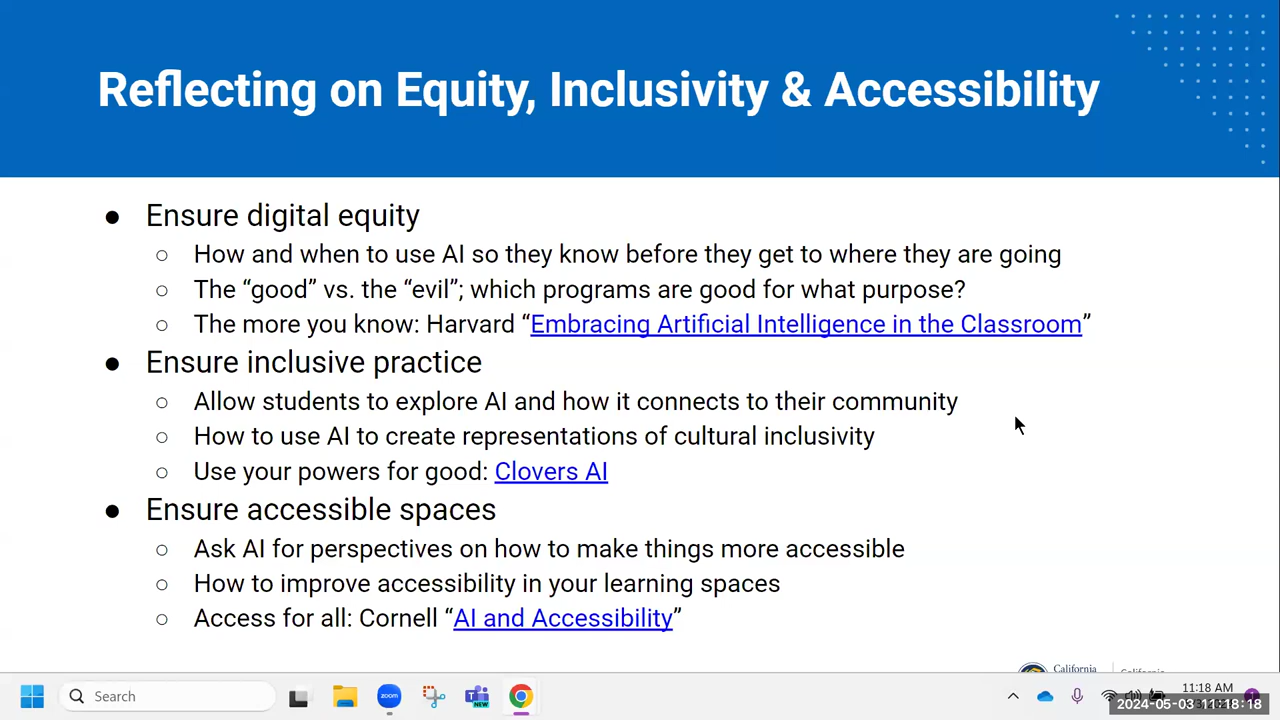 Reflecting on Equity, Inclusivity & Accessibility
● Ensure digital equity
○ How and when to use AI so they know before they get to where they are going
○ The “good” vs. the “evil”; which programs are good for what purpose?
○ The more you know: Harvard “Embracing Artificial Intelligence in the Classroom”
● Ensure inclusive practice
○ Allow students to explore AI and how it connects to their community
○ How to use AI to create representations of cultural inclusivity
○ Use your powers for good: Clovers AI
● Ensure accessible spaces
○ Ask AI for perspectives on how to make things more accessible
○ How to improve accessibility in your learning spaces
○ Access for all: Cornell “AI and Accessibility”
California
Search
zoom
NEW
11:18 AM
2024-05-03 11:18:18